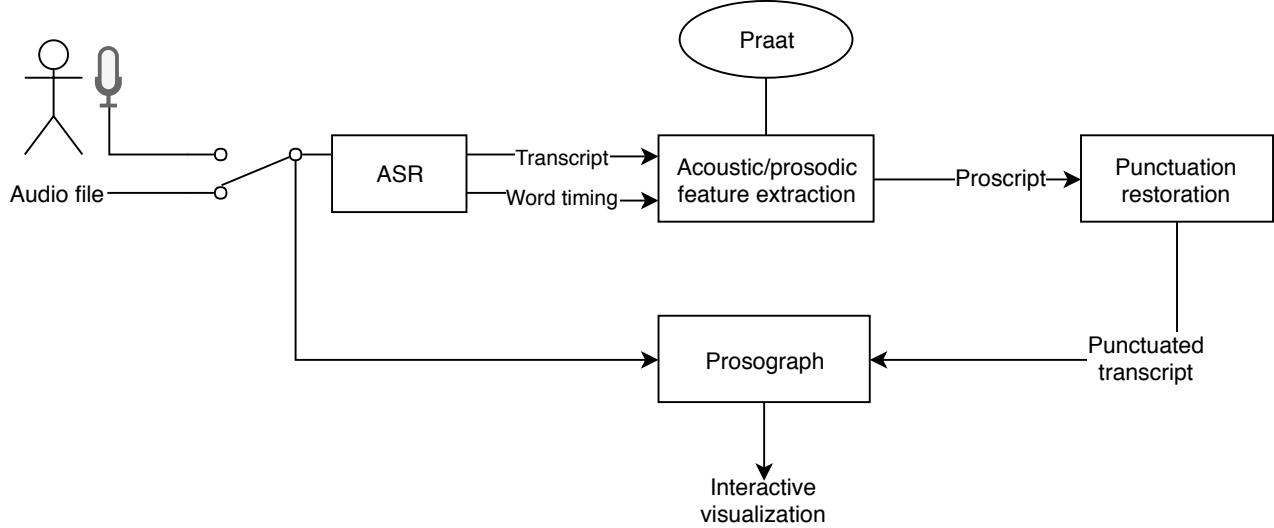 Praat
Audio file
ASR
Transcript
Word timing
Acoustic/prosodic
feature extraction
Proscript
Punctuation
restoration
Prosograph
Punctuated
transcript
Interactive
visualization